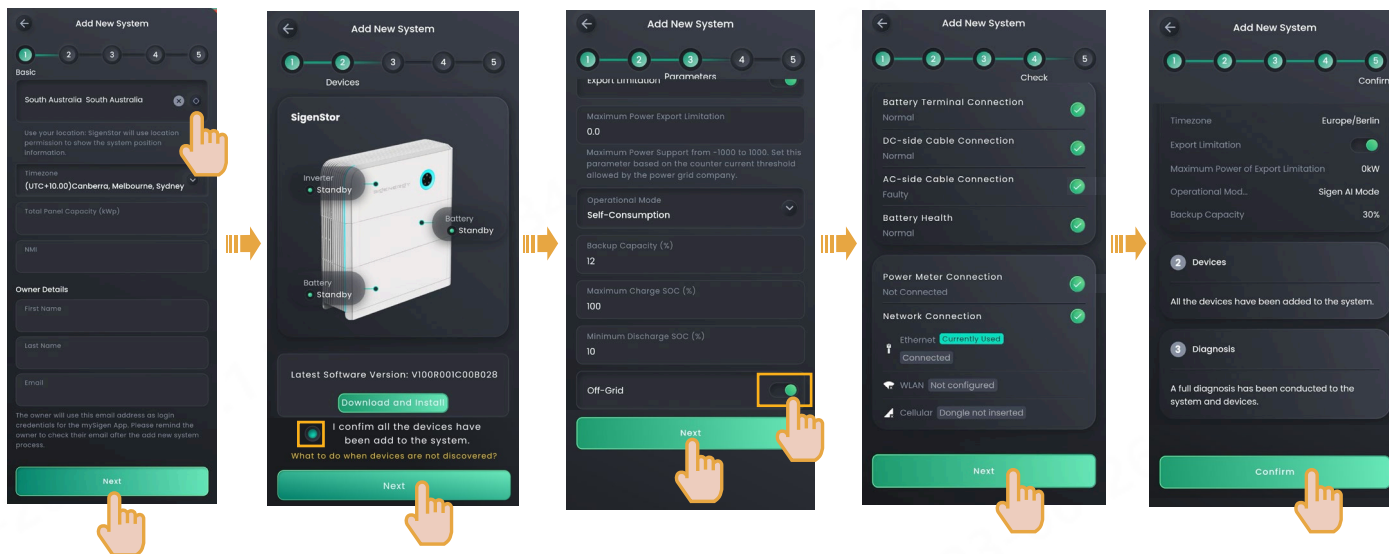 Add New System
1
2
3
4
5
Basic
South Australia South Australia
Use your location: SigenStor will use location
permission to show the system position
information.
Timezone
(UTC+10.00)Canberra, Melbourne, Sydney
Total Panel Capacity (kWp)
NMI
Owner Details
First Name
Last Name
Email
The owner will use this email address as login
credentials for the mySigen App. Please remind the
owner to check their email after the add new system
process.
Next
Add New System
1
2
3
4
5
Devices
SigenStor
Inverter
Standby
SIGENERGY
Battery
Standby
Battery
Standby
Latest Software Version: V100R001C00B028
Download and Install
I confim all the devices have
been add to the system.
What to do when devices are not discovered?
Next
Add New System
1
2
3
4
5
Parameters
Export Limitation
Maximum Power Export Limitation
0.0
Maximum Power Support from -1000 to 1000. Set this
parameter based on the counter current threshold
allowed by the power grid company.
Operational Mode
Self-Consumption
Backup Capacity (%)
12
Maximum Charge SOC (%)
100
Minimum Discharge SOC (%)
10
Off-Grid
Next
Add New System
1
2
3
4
5
Check
Battery Terminal Connection
Normal
DC-side Cable Connection
Normal
AC-side Cable Connection
Faulty
Battery Health
Normal
Power Meter Connection
Not Connected
Network Connection
Ethernet Currently Used
Connected
WLAN Not configured
Cellular Dongle not inserted
Next
Add New System
1
2
3
4
5
Confirm
Timezone Europe/Berlin
Export Limitation
Maximum Power of Export Limitation 0kW
Operational Mod... Sigen AI Mode
Backup Capacity 30%
2 Devices
All the devices have been added to the system.
3 Diagnosis
A full diagnosis has been conducted to the
system and devices.
Confirm